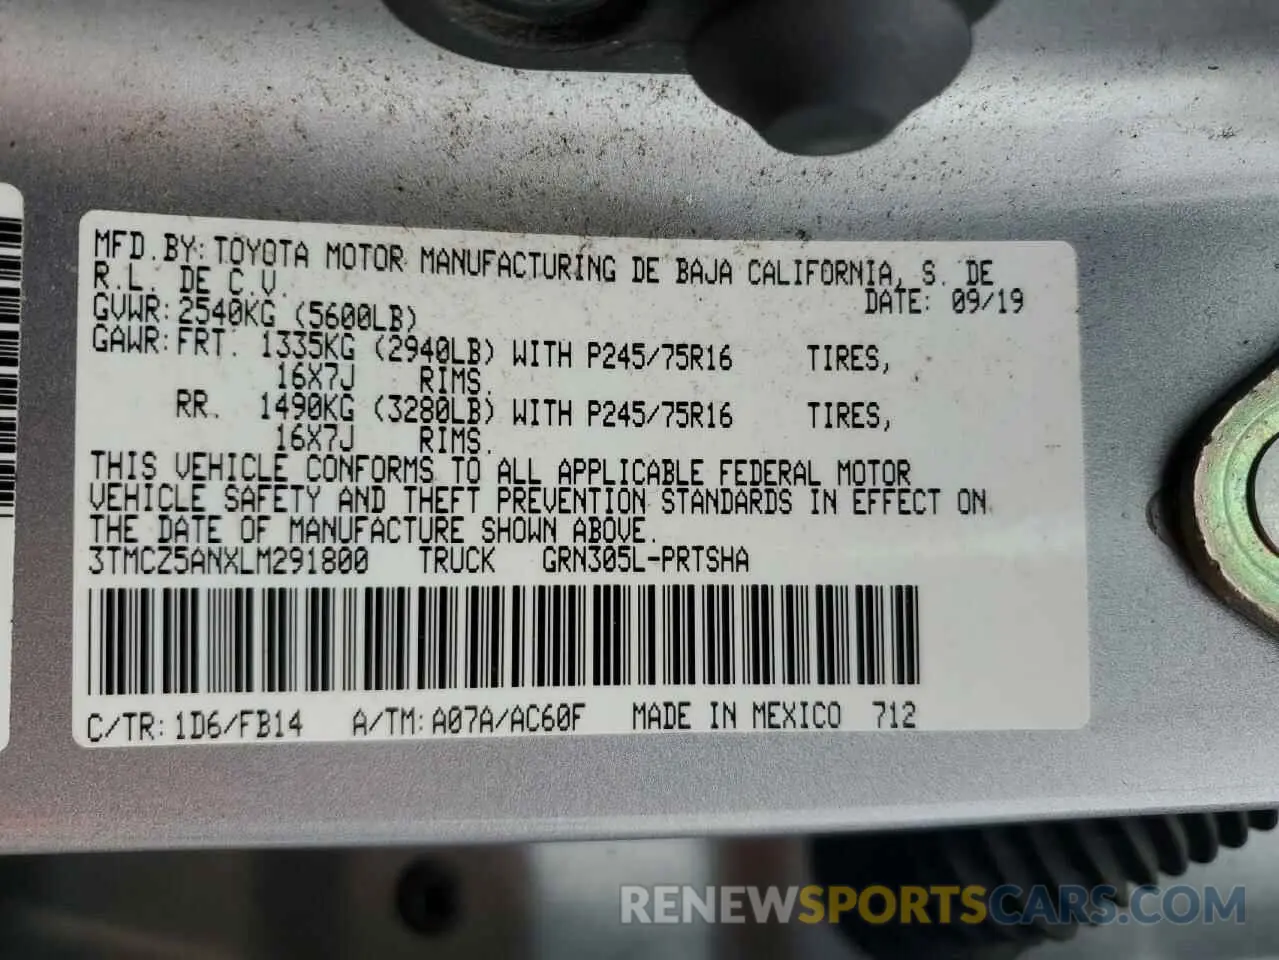 MFD.BY: TOYOTA MOTOR MANUFACTURING DE BAJA CALIFORNIA, S. DE
R.L. DE C.V.
DATE: 09/19
GVWR: 2540KG (5600LB)
GAWR: FRT. 1335KG (2940LB) WITH P245/75R16 TIRES,
16X7J RIMS.
RR. 1490KG (3280LB) WITH P245/75R16 TIRES,
16X7J RIMS.
THIS VEHICLE CONFORMS TO ALL APPLICABLE FEDERAL MOTOR
VEHICLE SAFETY AND THEFT PREVENTION STANDARDS IN EFFECT ON
THE DATE OF MANUFACTURE SHOWN ABOVE.
3TMCZ5ANXLM291800 TRUCK GRN305L-PRTSHA
C/TR: 1D6/FB14 A/TM: A07A/AC60F MADE IN MEXICO 712
RENEWSPORTSCARS.COM